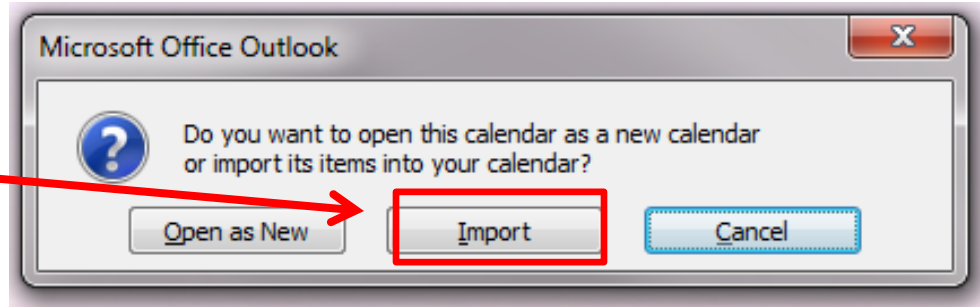 Microsoft Office Outlook
Do you want to open this calendar as a new calendar
or import its items into your calendar?
Open as New Import Cancel